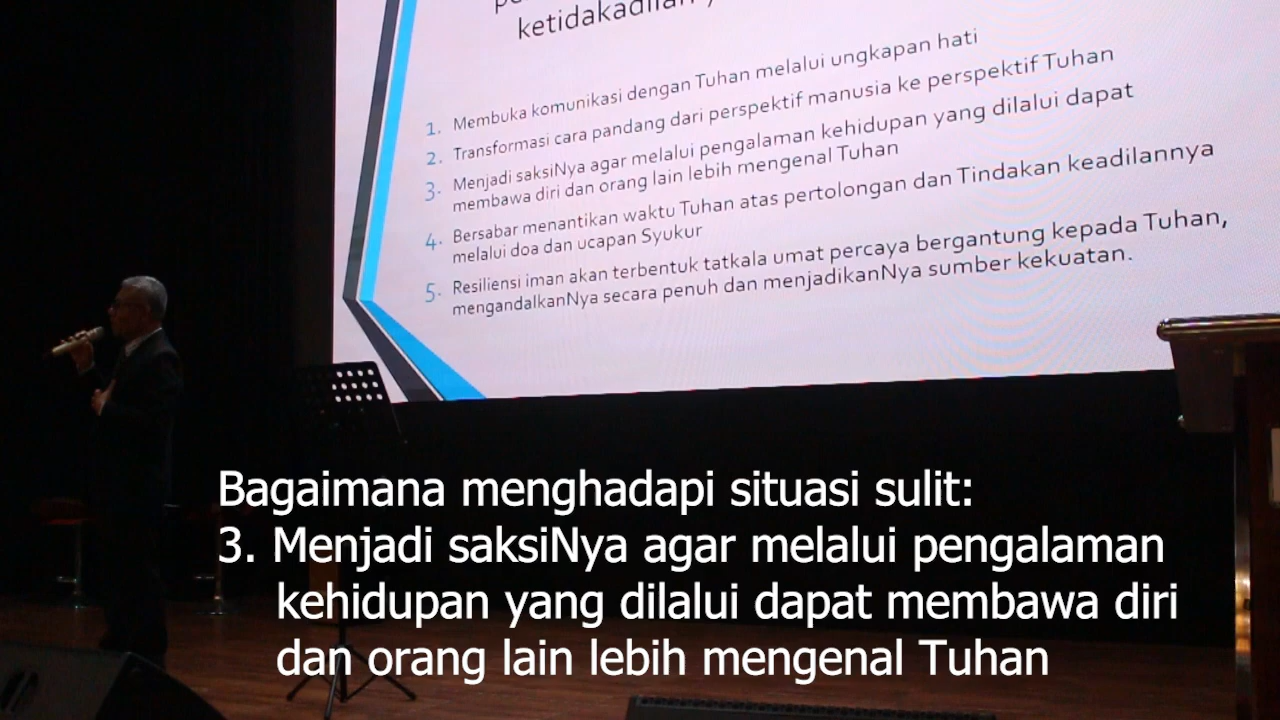 ketidakadilan
1. Membuka komunikasi dengan Tuhan melalui ungkapan hati
2. Transformasi cara pandang dari perspektif manusia ke perspektif Tuhan
3. Menjadi saksiNya agar melalui pengalaman kehidupan yang dilalui dapat
membawa diri dan orang lain lebih mengenal Tuhan
4. Bersabar menantikan waktu Tuhan atas pertolongan dan Tindakan keadilannya
melalui doa dan ucapan Syukur
5. Resiliensi iman akan terbentuk tatkala umat percaya bergantung kepada Tuhan,
mengandalkanNya secara penuh dan menjadikanNya sumber kekuatan.
Bagaimana menghadapi situasi sulit:
3. Menjadi saksiNya agar melalui pengalaman
kehidupan yang dilalui dapat membawa diri
dan orang lain lebih mengenal Tuhan